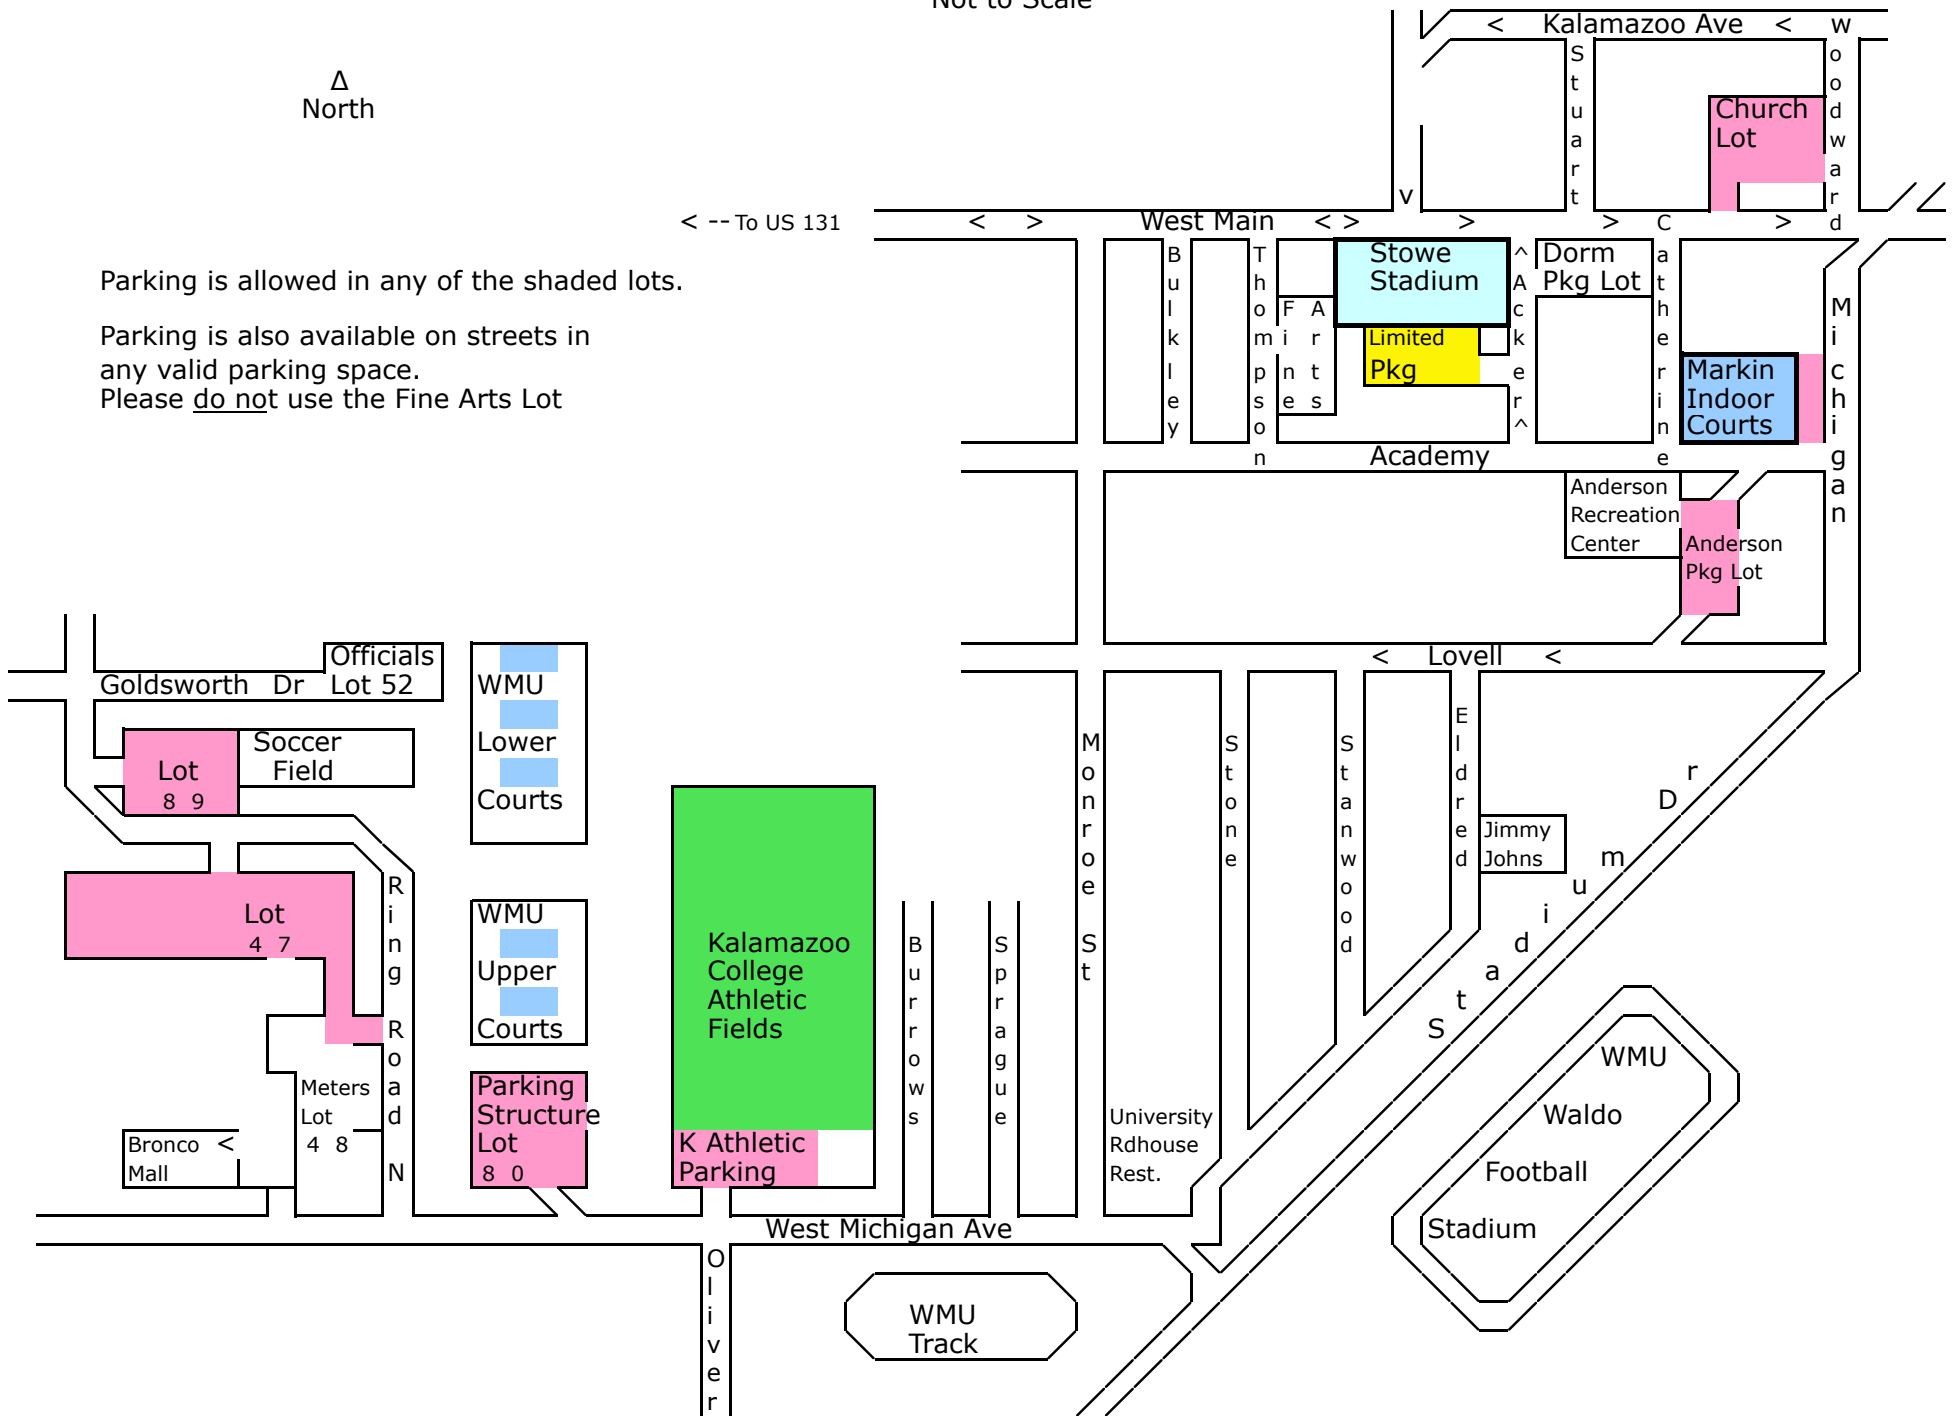 Not to Scale
< Kalamazoo Ave <
Woodward
Stuart
Δ
North
Church
Lot
v
< -- To US 131
< > West Main < > > > >
Bulkley
Thompson
Fine
Arts
Stowe
Stadium
^ Acker ^
Dorm
Pkg Lot
Catherine
Michigan
Parking is allowed in any of the shaded lots.
Parking is also available on streets in
any valid parking space.
Please do not use the Fine Arts Lot
Limited
Pkg
Markin
Indoor
Courts
Academy
Anderson
Recreation
Center
Anderson
Pkg Lot
< Lovell <
Officials
Lot 52
Goldsworth Dr
WMU
Lower
Courts
Soccer
Field
Lot
8 9
Monroe St
Stone
Stanwood
Eldred
Jimmy
Johns
Stadium Dr
Lot
4 7
Ring Road N
WMU
Upper
Courts
Kalamazoo
College
Athletic
Fields
Burrows
Sprague
WMU
Waldo
Football
Stadium
Meters
Lot
4 8
Parking
Structure
Lot
8 0
Bronco <
Mall
K Athletic
Parking
University
Rdhouse
Rest.
West Michigan Ave
Oliver
WMU
Track